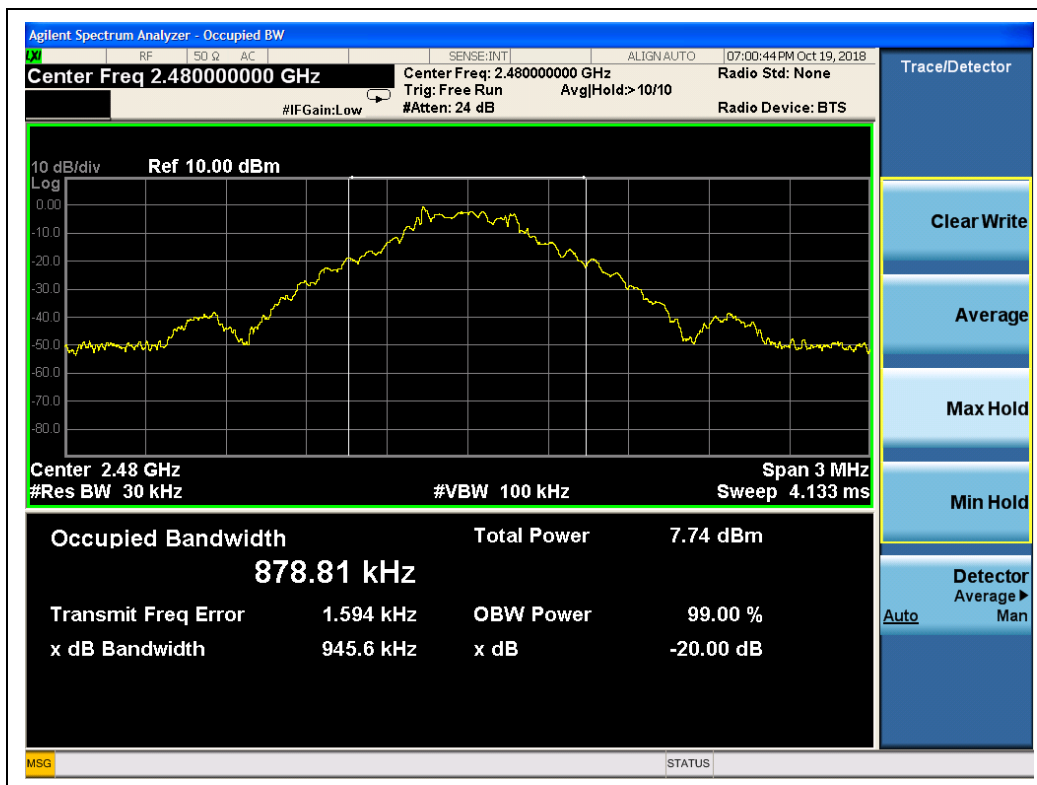 Agilent Spectrum Analyzer - Occupied BW
LXI RF 50 Ω AC SENSE:INT ALIGN AUTO 07:00:44 PM Oct 19, 2018
Center Freq 2.480000000 GHz
Center Freq: 2.480000000 GHz
Radio Std: None
Trig: Free Run Avg|Hold:> 10/10
#IFGain:Low
#Atten: 24 dB
Radio Device: BTS
Trace/Detector
10 dB/div Ref 10.00 dBm
Log
0.00
-10.0
-20.0
-30.0
-40.0
-50.0
-60.0
-70.0
-80.0
Center 2.48 GHz Span 3 MHz
#Res BW 30 kHz #VBW 100 kHz Sweep 4.133 ms
Occupied Bandwidth Total Power 7.74 dBm
878.81 kHz
Transmit Freq Error 1.594 kHz OBW Power 99.00 %
x dB Bandwidth 945.6 kHz x dB -20.00 dB
Clear Write
Average
Max Hold
Min Hold
Detector
Average▶
Auto Man
MSG STATUS